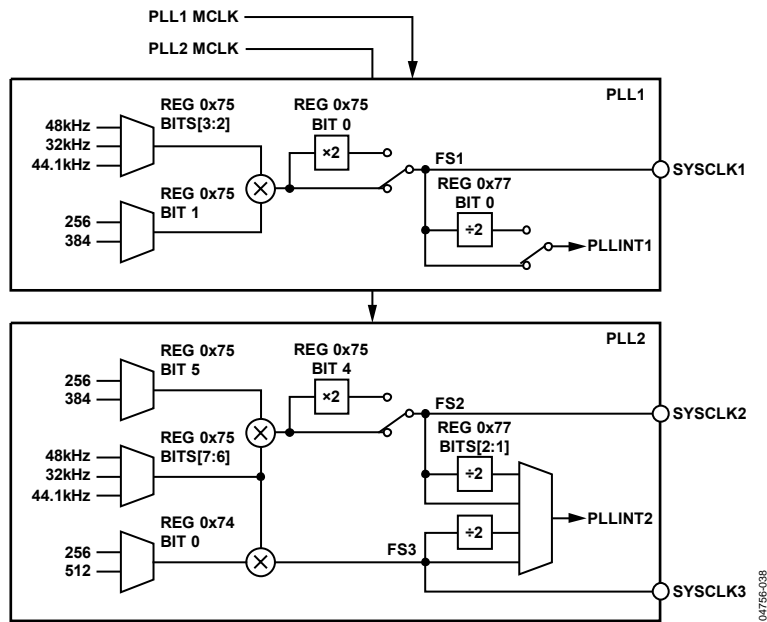 PLL1 MCLK
PLL2 MCLK
PLL1
REG 0x75
BITS[3:2]
48kHz
32kHz
44.1kHz
REG 0x75
BIT 0
×2
REG 0x75
BIT 1
256
384
×
FS1
SYSCLK1
REG 0x77
BIT 0
÷2
PLLINT1
PLL2
REG 0x75
BIT 5
256
384
REG 0x75
BIT 4
×2
×
FS2
SYSCLK2
REG 0x75
BITS[7:6]
48kHz
32kHz
44.1kHz
REG 0x77
BITS[2:1]
÷2
PLLINT2
÷2
REG 0x74
BIT 0
256
512
×
FS3
SYSCLK3
04756-038